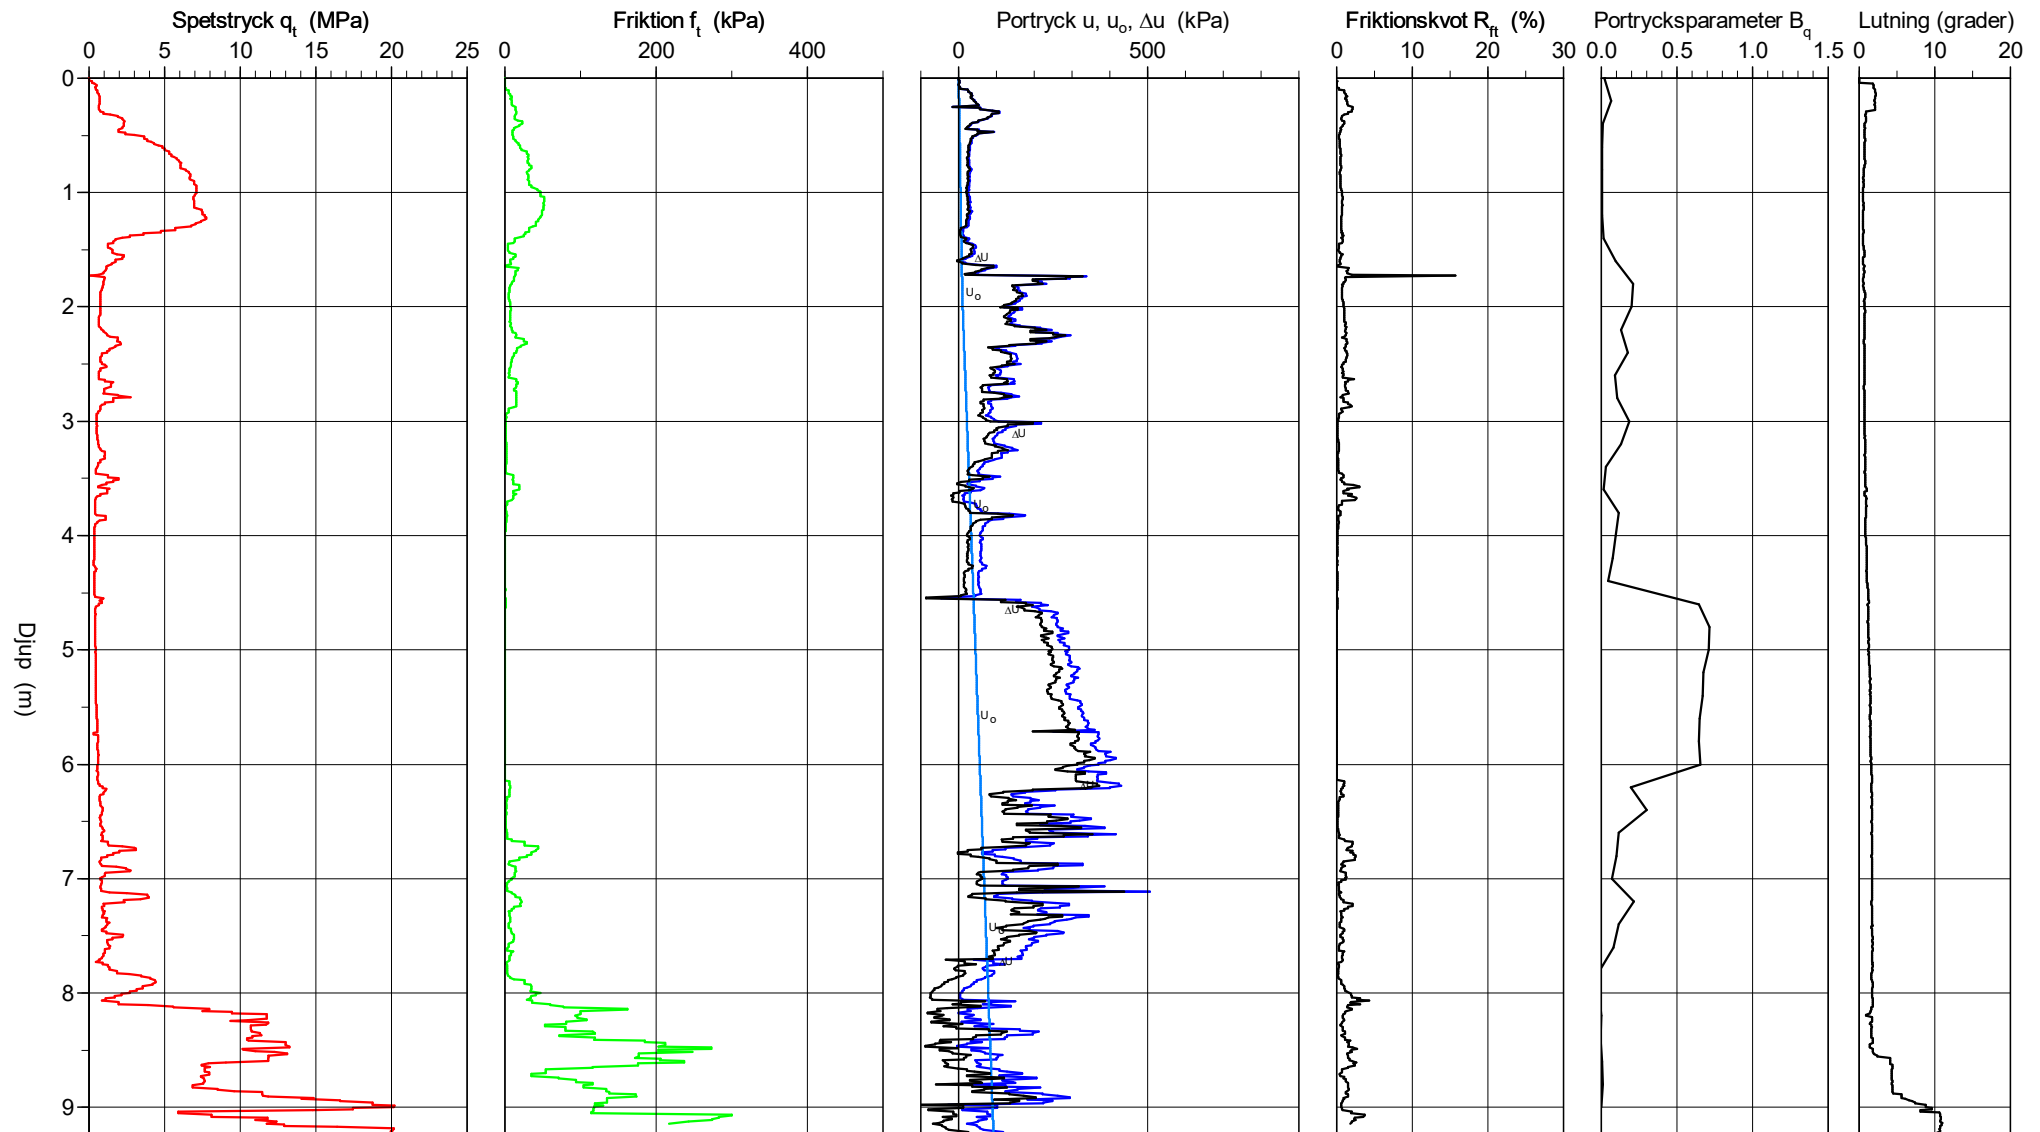 Spetstryck qt (MPa) Friktion ft (kPa) Portryck u, uo, Δu (kPa) Friktionskvot Rft (%) Portrycksparameter Bq Lutning (grader)
0 5 10 15 20 25 0 200 400 0 500 0 10 20 30 0.0 0.5 1.0 1.5 0 10 20
0
1
ΔU
Uo
2
3
ΔU
Uo
4
ΔU
5
Djup (m)
Uo
6
ΔU
7
Uo
ΔU
8
9